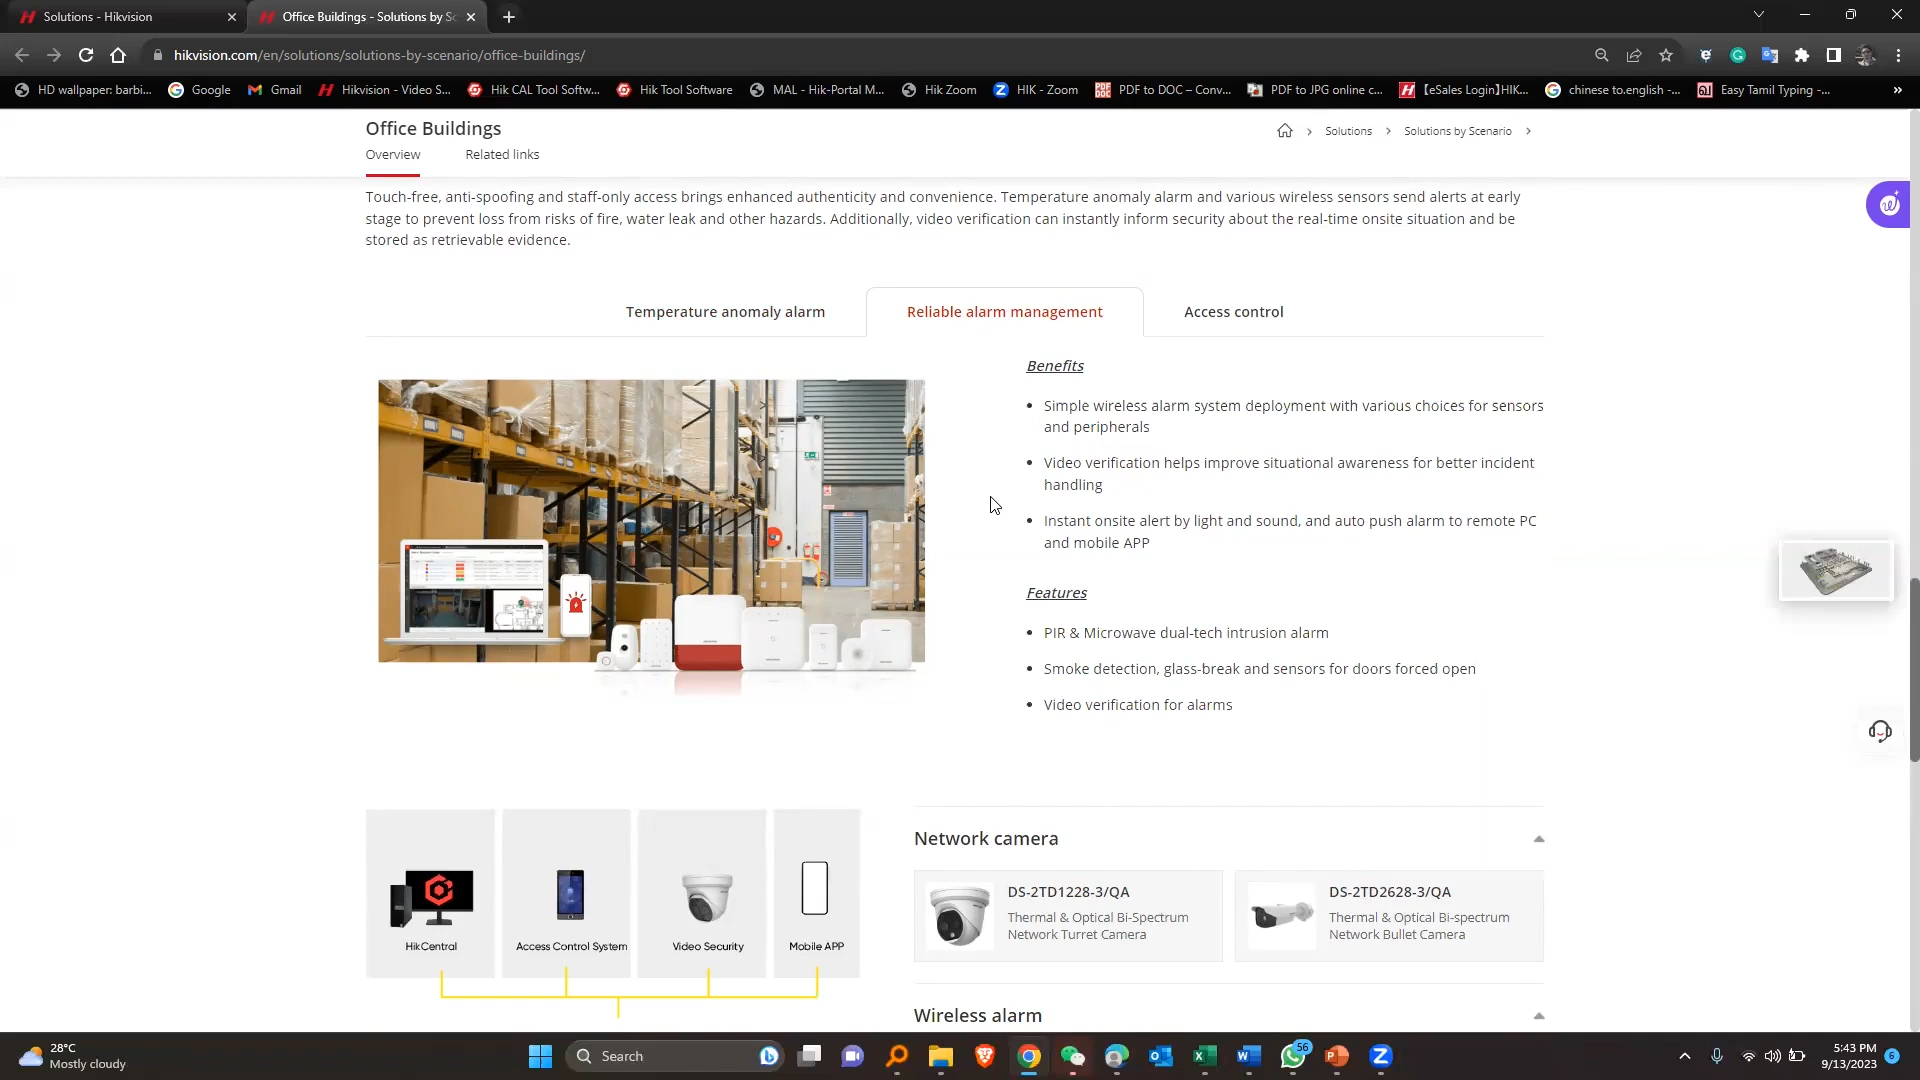 Solutions - Hikvision
Office Buildings - Solutions by Sc
hikvision.com/en/solutions/solutions-by-scenario/office-buildings/
HD wallpaper: barbi...
Google
Gmail
Hikvision - Video S...
Hik CAL Tool Softw...
Hik Tool Software
MAL - Hik-Portal M...
Hik Zoom
HIK - Zoom
PDF to DOC – Conv...
PDF to JPG online c...
【eSales Login】HIK...
chinese to.english -...
Easy Tamil Typing -...
Office Buildings
Solutions
Solutions by Scenario
Overview
Related links
Touch-free, anti-spoofing and staff-only access brings enhanced authenticity and convenience. Temperature anomaly alarm and various wireless sensors send alerts at early
stage to prevent loss from risks of fire, water leak and other hazards. Additionally, video verification can instantly inform security about the real-time onsite situation and be
stored as retrievable evidence.
Temperature anomaly alarm
Reliable alarm management
Access control
Benefits
• Simple wireless alarm system deployment with various choices for sensors
and peripherals
• Video verification helps improve situational awareness for better incident
handling
• Instant onsite alert by light and sound, and auto push alarm to remote PC
and mobile APP
Features
• PIR & Microwave dual-tech intrusion alarm
• Smoke detection, glass-break and sensors for doors forced open
• Video verification for alarms
HikCentral
Access Control System
Video Security
Mobile APP
Network camera
DS-2TD1228-3/QA
Thermal & Optical Bi-Spectrum
Network Turret Camera
DS-2TD2628-3/QA
Thermal & Optical Bi-spectrum
Network Bullet Camera
Wireless alarm
28°C
Mostly cloudy
Search
56
5:43 PM
9/13/2023
6